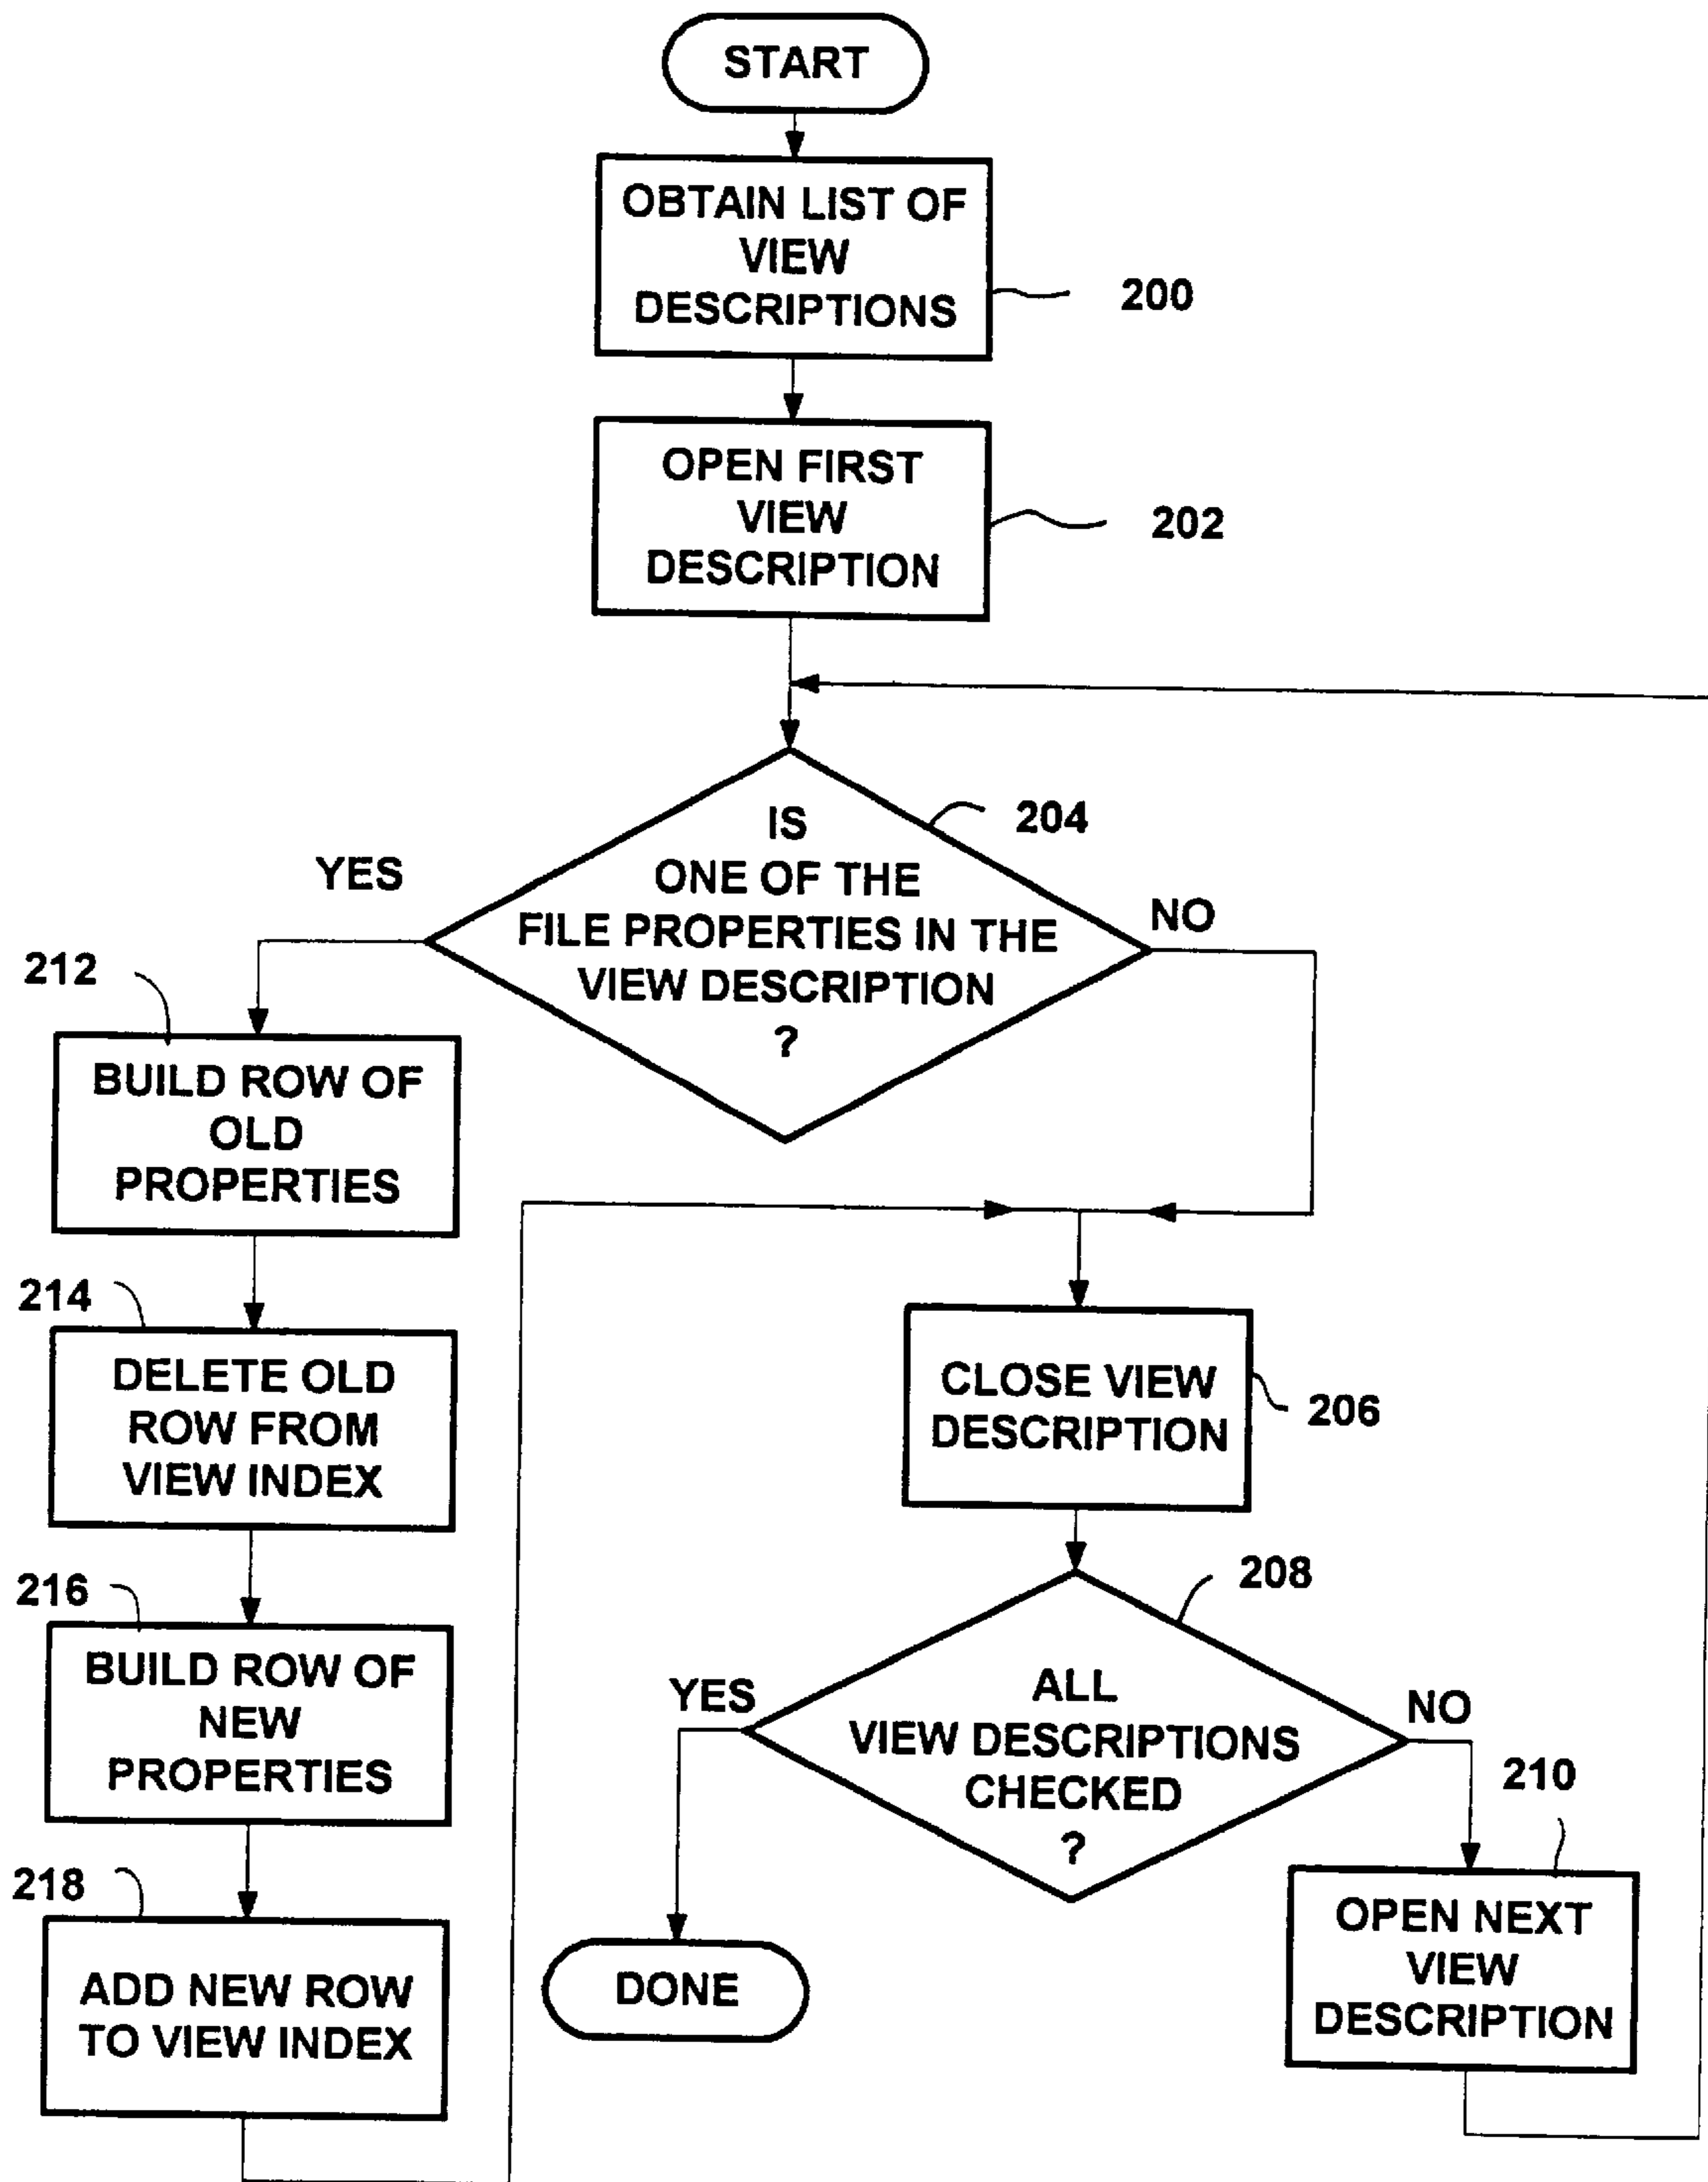 START
OBTAIN LIST OF
VIEW
DESCRIPTIONS
200
OPEN FIRST
VIEW
DESCRIPTION
202
IS
ONE OF THE
FILE PROPERTIES IN THE
VIEW DESCRIPTION
?
204
YES
NO
212
BUILD ROW OF
OLD
PROPERTIES
214
DELETE OLD
ROW FROM
VIEW INDEX
216
BUILD ROW OF
NEW
PROPERTIES
218
ADD NEW ROW
TO VIEW INDEX
CLOSE VIEW
DESCRIPTION
206
208
ALL
VIEW DESCRIPTIONS
CHECKED
?
YES
NO
DONE
210
OPEN NEXT
VIEW
DESCRIPTION